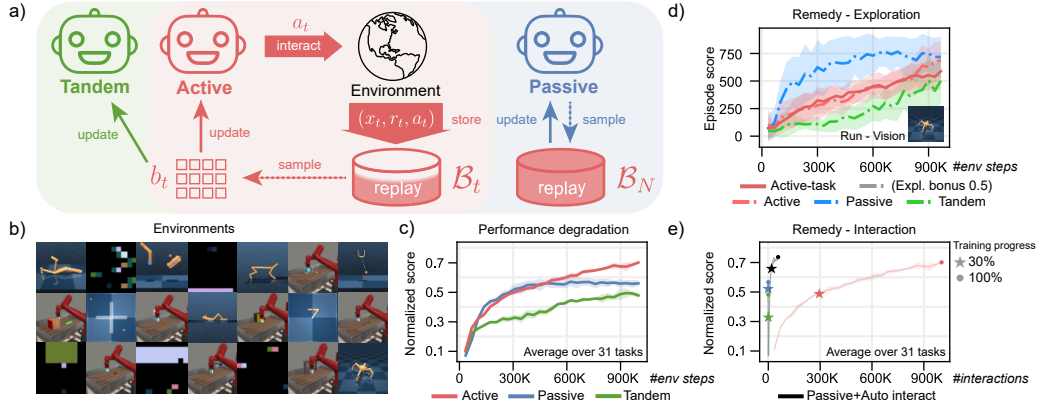 a)
Tandem
Active
a_t
interact
Environment
(x_t, r_t, a_t)
store
Passive
update
update
update
sample
b_t
sample
replay
B_t
replay
B_N
b)
Environments
7
c)
Performance degradation
Normalized score
0.7
0.5
0.3
0.1
Average over 31 tasks
0
300K
600K
900K
#env steps
Active
Passive
Tandem
d)
Remedy - Exploration
Episode score
750
500
250
0
Run - Vision
0
300K
600K
900K
#env steps
Active-task
(Expl. bonus 0.5)
Active
Passive
Tandem
e)
Remedy - Interaction
Normalized score
0.7
0.5
0.3
0.1
Average over 31 tasks
0
300K
600K
900K
#interactions
Passive+Auto interact
Training progress
30%
100%